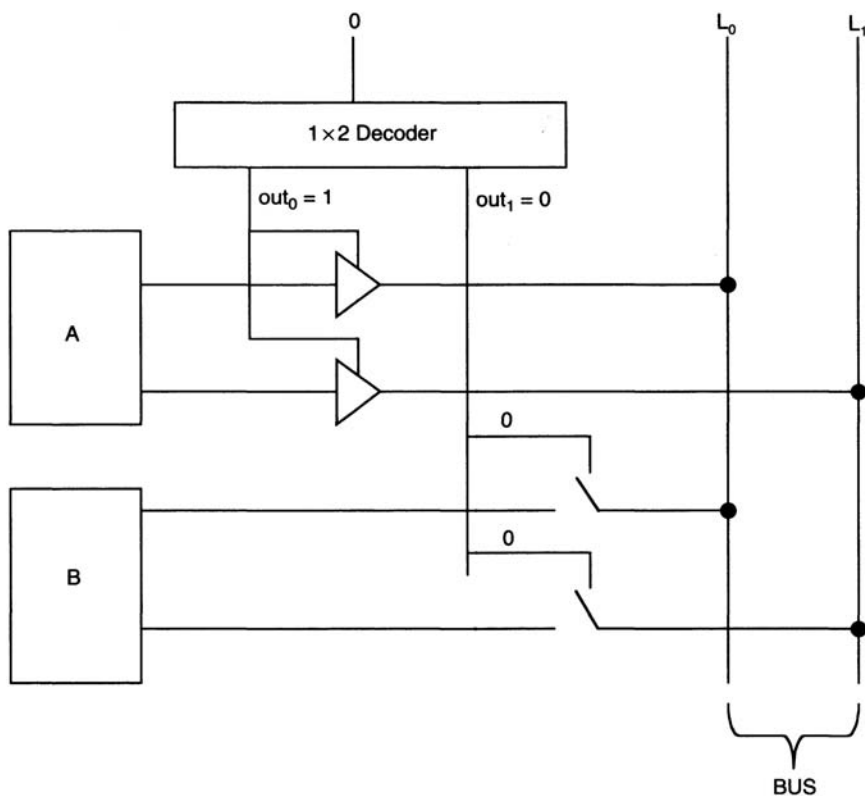 0
L₀
L₁
1×2 Decoder
out₀ = 1
out₁ = 0
A
0
0
B
BUS